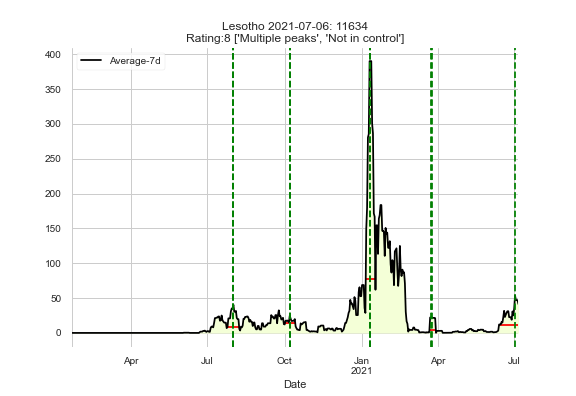 Lesotho 2021-07-06: 11634
Rating:8 ['Multiple peaks', 'Not in control']
Average-7d
400
350
300
250
200
150
100
50
0
Apr Jul Oct Jan Apr Jul
2021
Date